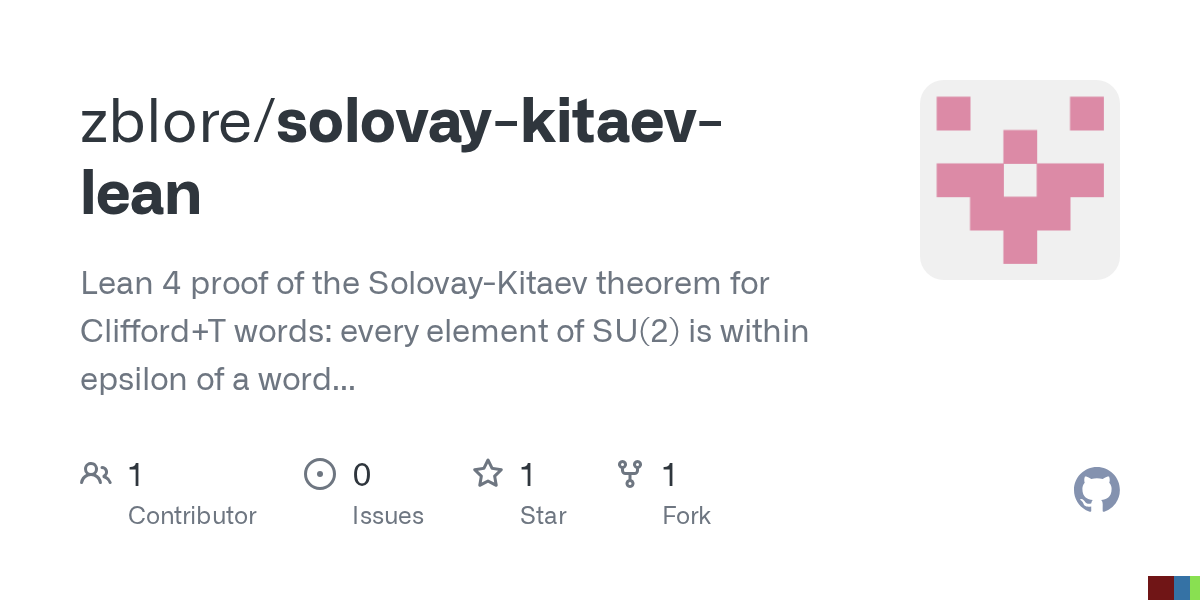 zblore/solovay-kitaev-
lean
Lean 4 proof of the Solovay-Kitaev theorem for
Clifford+T words: every element of SU(2) is within
epsilon of a word...
1 0 1 1
Contributor Issues Star Fork